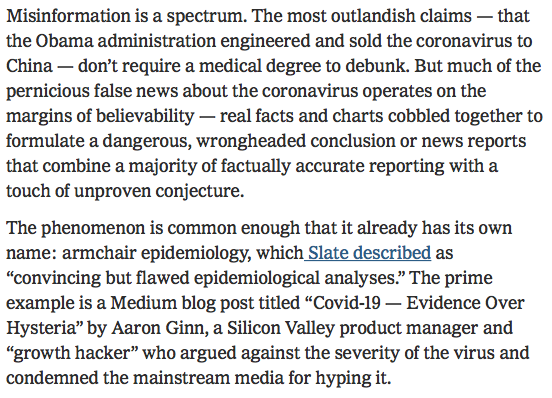 Misinformation is a spectrum. The most outlandish claims — that
the Obama administration engineered and sold the coronavirus to
China — don’t require a medical degree to debunk. But much of the
pernicious false news about the coronavirus operates on the
margins of believability — real facts and charts cobbled together to
formulate a dangerous, wrongheaded conclusion or news reports
that combine a majority of factually accurate reporting with a
touch of unproven conjecture.
The phenomenon is common enough that it already has its own
name: armchair epidemiology, which Slate described as
“convincing but flawed epidemiological analyses.” The prime
example is a Medium blog post titled “Covid-19 — Evidence Over
Hysteria” by Aaron Ginn, a Silicon Valley product manager and
“growth hacker” who argued against the severity of the virus and
condemned the mainstream media for hyping it.